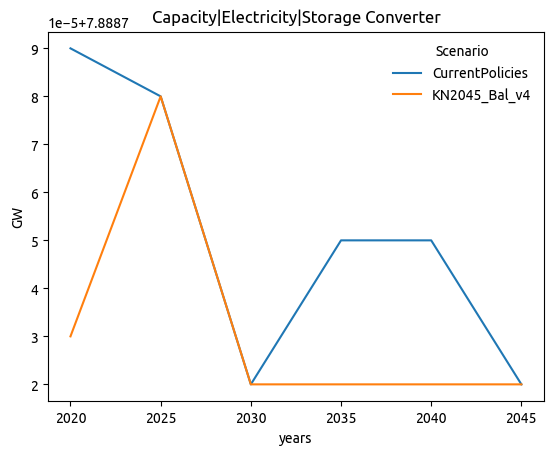 Capacity|Electricity|Storage Converter
1e-5+7.8887
Scenario
CurrentPolicies
KN2045_Bal_v4
9
8
7
6
5
4
3
2
GW
2020 2025 2030 2035 2040 2045
years